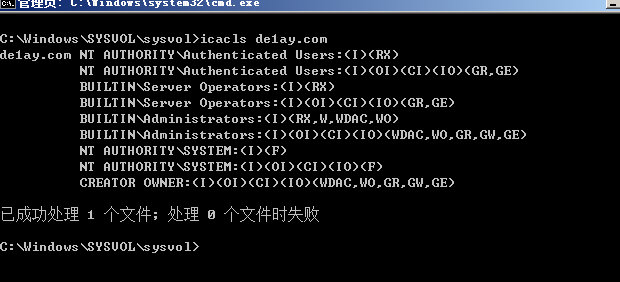 管理员: C:\Windows\system32\cmd.exe
C:\Windows\SYSVOL\sysvol>icacls de1ay.com
de1ay.com NT AUTHORITY\Authenticated Users:(I)(RX)
NT AUTHORITY\Authenticated Users:(I)(OI)(CI)(IO)(GR,GE)
BUILTIN\Server Operators:(I)(RX)
BUILTIN\Server Operators:(I)(OI)(CI)(IO)(GR,GE)
BUILTIN\Administrators:(I)(RX,W,WDAC,WO)
BUILTIN\Administrators:(I)(OI)(CI)(IO)(WDAC,WO,GR,GW,GE)
NT AUTHORITY\SYSTEM:(I)(F)
NT AUTHORITY\SYSTEM:(I)(OI)(CI)(IO)(F)
CREATOR OWNER:(I)(OI)(CI)(IO)(WDAC,WO,GR,GW,GE)
已成功处理 1 个文件; 处理 0 个文件时失败
C:\Windows\SYSVOL\sysvol>